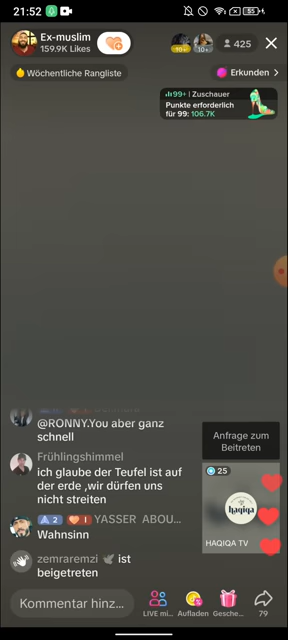 21:52
55
Ex-muslim
159.9K Likes
10+
10+
425
Wöchentliche Rangliste
Erkunden
99+ | Zuschauer
Punkte erforderlich
für 99: 106.7K
@RONNY.You aber ganz
schnell
Frühlingshimmel
ich glaube der Teufel ist auf
der erde ,wir dürfen uns
nicht streiten
2 1 YASSER ABOU...
Wahnsinn
zemraremzi 🕊 ist
beigetreten
Anfrage zum
Beitreten
25
haqiqa
HAQIQA TV
Kommentar hinz...
LIVE mi...
Aufladen
Gesche...
79